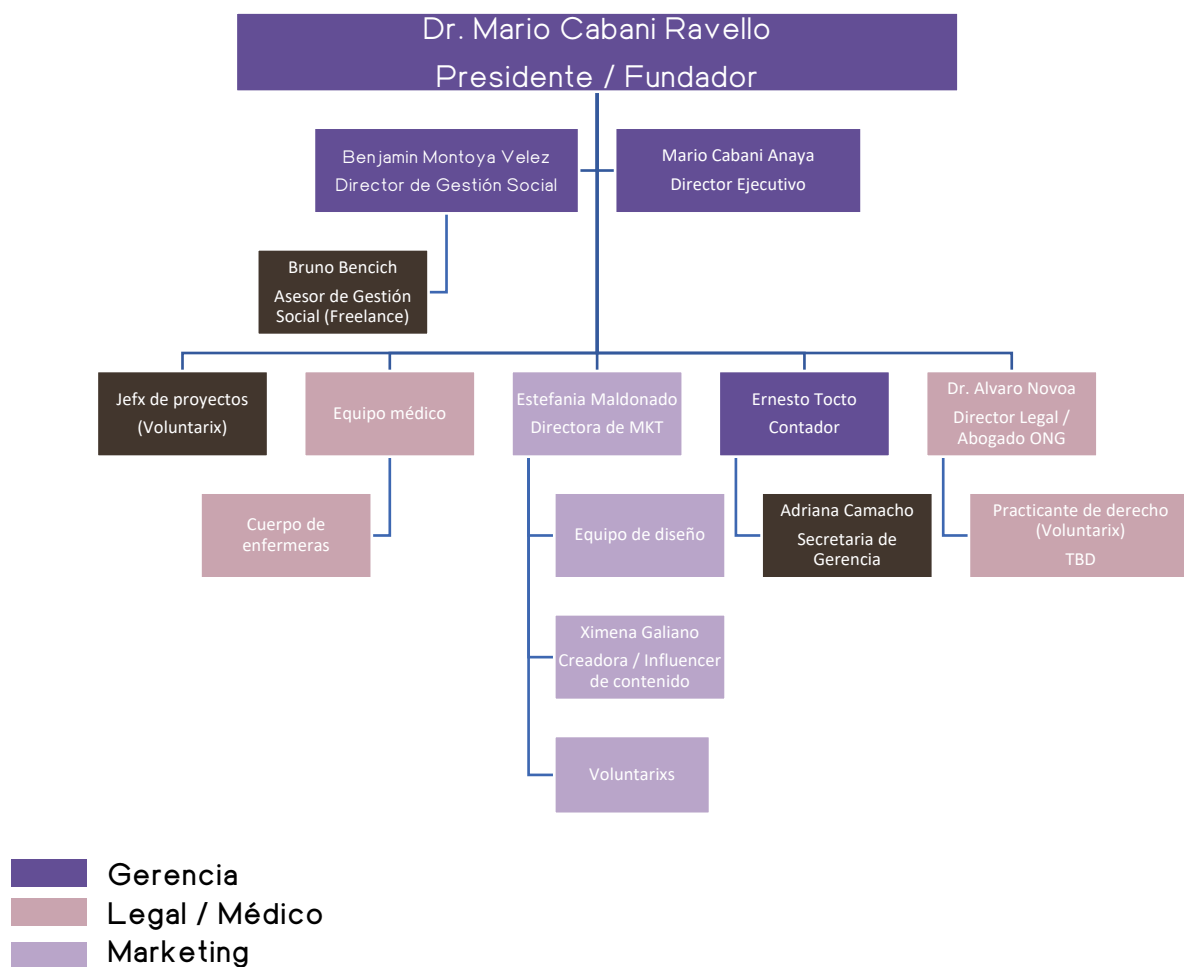 Dr. Mario Cabani Ravello
Presidente / Fundador
Benjamin Montoya Velez
Director de Gestión Social
Mario Cabani Anaya
Director Ejecutivo
Bruno Bencich
Asesor de Gestión
Social (Freelance)
Jefx de proyectos
(Voluntarix)
Equipo médico
Estefania Maldonado
Directora de MKT
Ernesto Tocto
Contador
Dr. Alvaro Novoa
Director Legal /
Abogado ONG
Cuerpo de
enfermeras
Equipo de diseño
Adriana Camacho
Secretaria de
Gerencia
Practicante de derecho
(Voluntarix)
TBD
Ximena Galiano
Creadora / Influencer
de contenido
Voluntarixs
Gerencia
Legal / Médico
Marketing